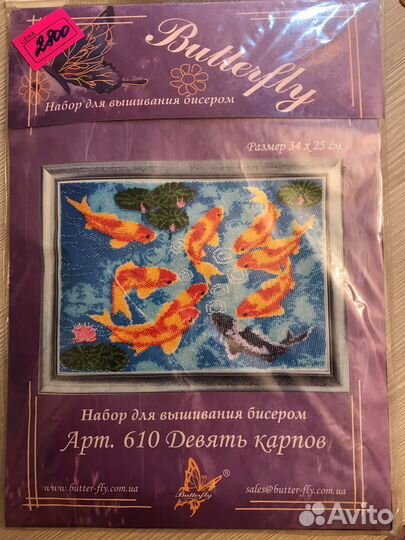 ЦЕНА
2800
Butterfly
Набор для вышивания бисером
Размер 34 x 25 см
Набор для вышивания бисером
Арт. 610 Девять карпов
www.butter-fly.com.ua
Butterfly
®
sales@butter-fly.com.ua
Avito